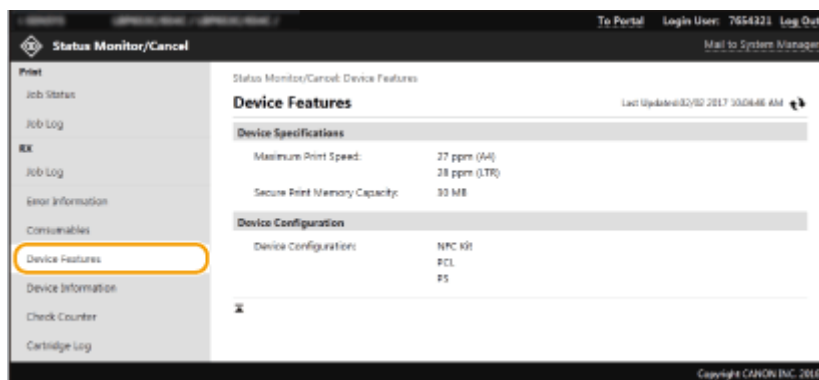 To Portal Login User: 7654321 Log Out
Status Monitor/Cancel
Mail to System Manager
Print
Job Status
Job Log
RX
Job Log
Error Information
Consumables
Device Features
Device Information
Check Counter
Cartridge Log
Status Monitor/Cancel: Device Features
Device Features
Last Updated:02/02 2017 10:04:46 AM
Device Specifications
Maximum Print Speed: 27 ppm (A4)
28 ppm (LTR)
Secure Print Memory Capacity: 30 MB
Device Configuration
Device Configuration: NFC Kit
PCL
PS
Copyright CANON INC. 2016